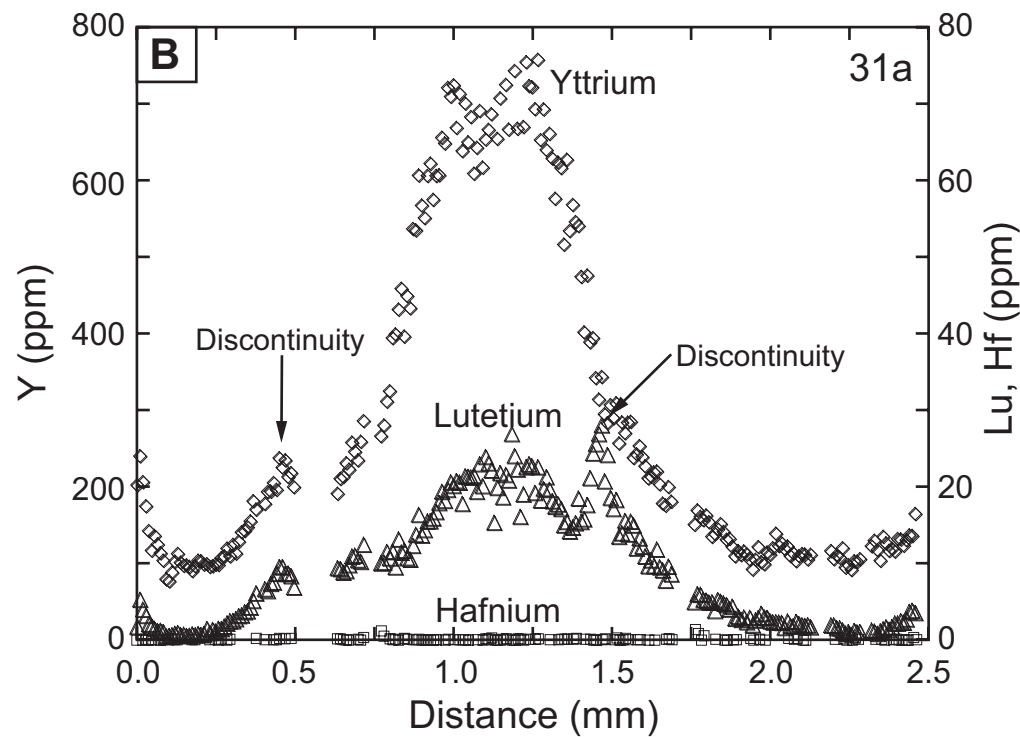 B
31a
Yttrium
Discontinuity
Discontinuity
Lutetium
Hafnium
Y (ppm)
800
600
400
200
0
Lu, Hf (ppm)
80
60
40
20
0
0.0 0.5 1.0 1.5 2.0 2.5
Distance (mm)